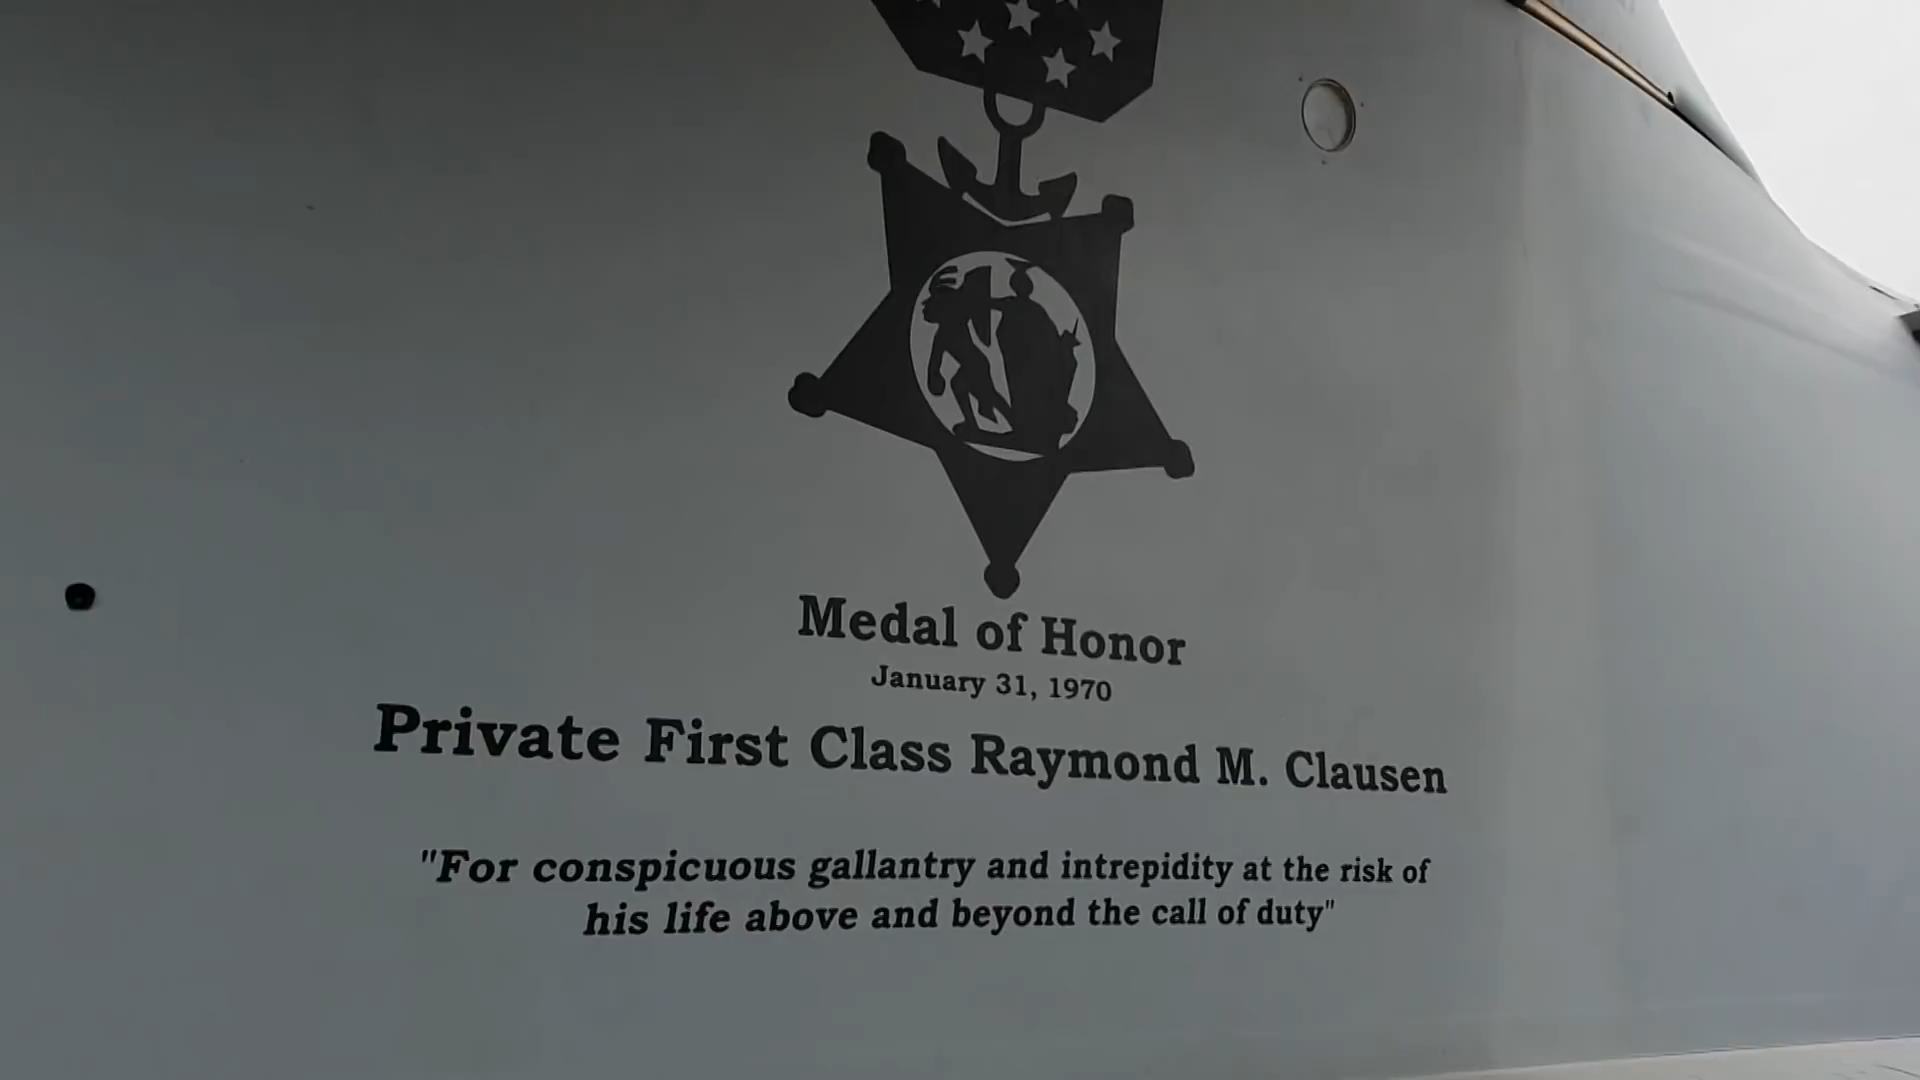 Medal of Honor
January 31, 1970
Private First Class Raymond M. Clausen
"For conspicuous gallantry and intrepidity at the risk of
his life above and beyond the call of duty"